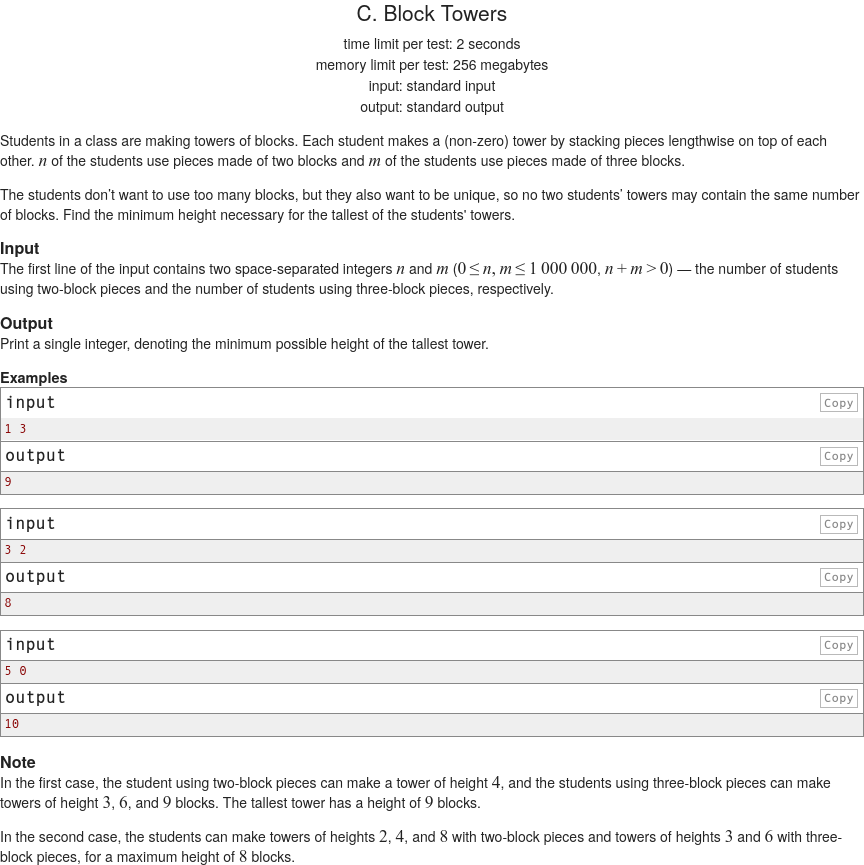 C. Block Towers
time limit per test: 2 seconds
memory limit per test: 256 megabytes
input: standard input
output: standard output
Students in a class are making towers of blocks. Each student makes a (non-zero) tower by stacking pieces lengthwise on top of each
other. n of the students use pieces made of two blocks and m of the students use pieces made of three blocks.
The students don’t want to use too many blocks, but they also want to be unique, so no two students’ towers may contain the same number
of blocks. Find the minimum height necessary for the tallest of the students' towers.
Input
The first line of the input contains two space-separated integers n and m (0 ≤ n, m ≤ 1 000 000, n + m > 0) — the number of students
using two-block pieces and the number of students using three-block pieces, respectively.
Output
Print a single integer, denoting the minimum possible height of the tallest tower.
Examples
input Copy
1 3
output Copy
9
input Copy
3 2
output Copy
8
input Copy
5 0
output Copy
10
Note
In the first case, the student using two-block pieces can make a tower of height 4, and the students using three-block pieces can make
towers of height 3, 6, and 9 blocks. The tallest tower has a height of 9 blocks.
In the second case, the students can make towers of heights 2, 4, and 8 with two-block pieces and towers of heights 3 and 6 with three-
block pieces, for a maximum height of 8 blocks.